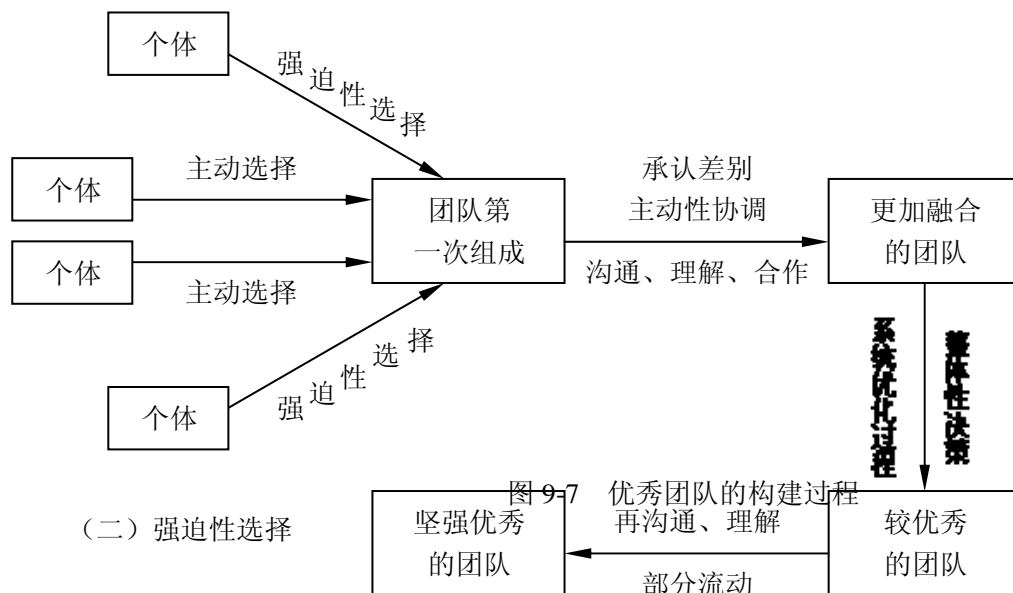 个体
强迫性选择
个体
主动选择
个体
主动选择
强迫性选择
个体
团队第
一次组成
承认差别
主动性协调
沟通、理解、合作
更加融合
的团队
系统优化过程
整体性决策
图 9-7 优秀团队的构建过程
较优秀
的团队
再沟通、理解
部分流动
坚强优秀
的团队
（二）强迫性选择